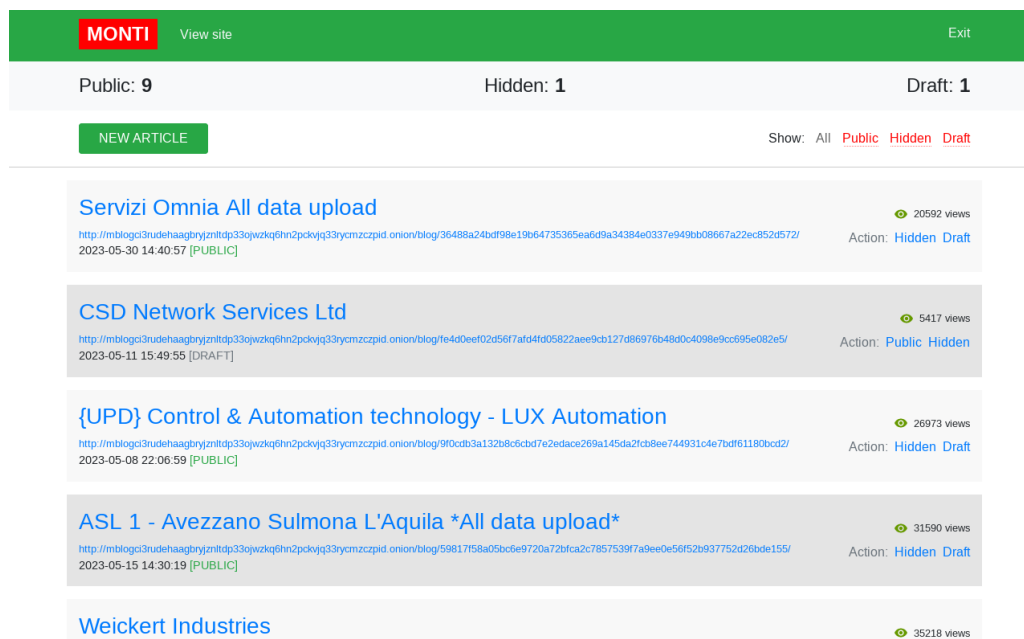 MONTI View site Exit
Public: 9 Hidden: 1 Draft: 1
NEW ARTICLE Show: All Public Hidden Draft
Servizi Omnia All data upload
20592 views
http://mblogci3rudehaagbryjznltdp33ojwzkq6hn2pckvjq33rycmzczpid.onion/blog/36488a24bdf98e19b64735365ea6d9a34384e0337e949bb08667a22ec852d572/
Action: Hidden Draft
2023-05-30 14:40:57 [PUBLIC]
CSD Network Services Ltd
5417 views
http://mblogci3rudehaagbryjznltdp33ojwzkq6hn2pckvjq33rycmzczpid.onion/blog/fe4d0eef02d56f7afd4fd05822aee9cb127d86976b48d0c4098e9cc695e082e5/
Action: Public Hidden
2023-05-11 15:49:55 [DRAFT]
{UPD} Control & Automation technology - LUX Automation
26973 views
http://mblogci3rudehaagbryjznltdp33ojwzkq6hn2pckvjq33rycmzczpid.onion/blog/9f0cdb3a132b8c6cbd7e2edace269a145da2fcb8ee744931c4e7bdf61180bcd2/
Action: Hidden Draft
2023-05-08 22:06:59 [PUBLIC]
ASL 1 - Avezzano Sulmona L'Aquila *All data upload*
31590 views
http://mblogci3rudehaagbryjznltdp33ojwzkq6hn2pckvjq33rycmzczpid.onion/blog/59817f58a05bc6e9720a72bfca2c7857539f7a9ee0e56f52b937752d26bde155/
Action: Hidden Draft
2023-05-15 14:30:19 [PUBLIC]
Weickert Industries
35218 views